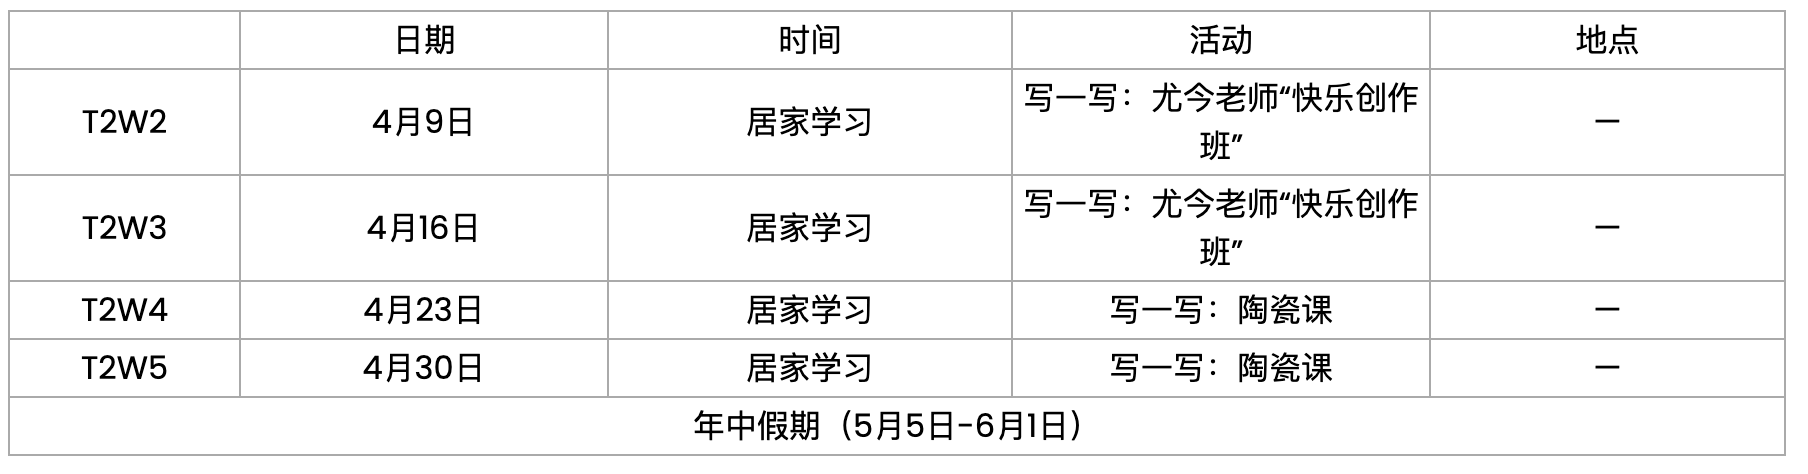 日期 时间 活动 地点
T2W2 4月9日 居家学习 写一写：尤今老师“快乐创作班” —
T2W3 4月16日 居家学习 写一写：尤今老师“快乐创作班” —
T2W4 4月23日 居家学习 写一写：陶瓷课 —
T2W5 4月30日 居家学习 写一写：陶瓷课 —
年中假期（5月5日-6月1日）